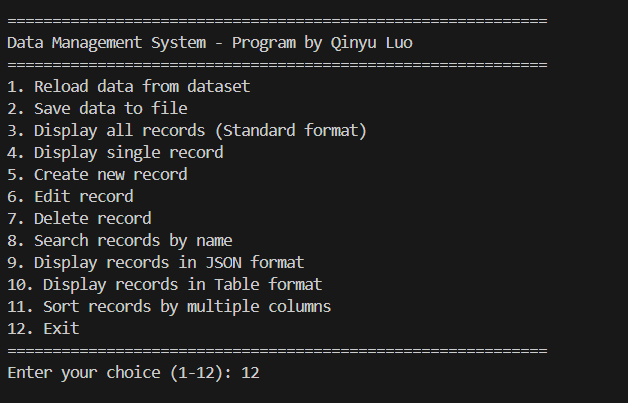 ============================================================
Data Management System - Program by Qinyu Luo
============================================================
1. Reload data from dataset
2. Save data to file
3. Display all records (Standard format)
4. Display single record
5. Create new record
6. Edit record
7. Delete record
8. Search records by name
9. Display records in JSON format
10. Display records in Table format
11. Sort records by multiple columns
12. Exit
============================================================
Enter your choice (1-12): 12